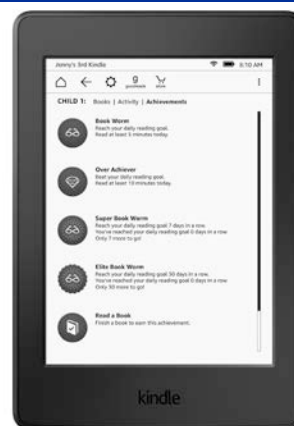 Jonny's 3rd Kindle 8:10 AM
goodreads store
CHILD 1: Books | Activity | Achievements
Book Worm
Reach your daily reading goal.
Read at least 5 minutes today.
Over Achiever
Beat your daily reading goal.
Read at least 10 minutes today.
Super Book Worm
Reach your daily reading goal 7 days in a row.
You've reached your daily reading goal 0 days in a row
Only 7 more to go!
Elite Book Worm
Reach your daily reading goal 30 days in a row.
You've reached your daily reading goal 0 days in a row
Only 30 more to go!
Read a Book
Finish a book to earn this achievement.
kindle